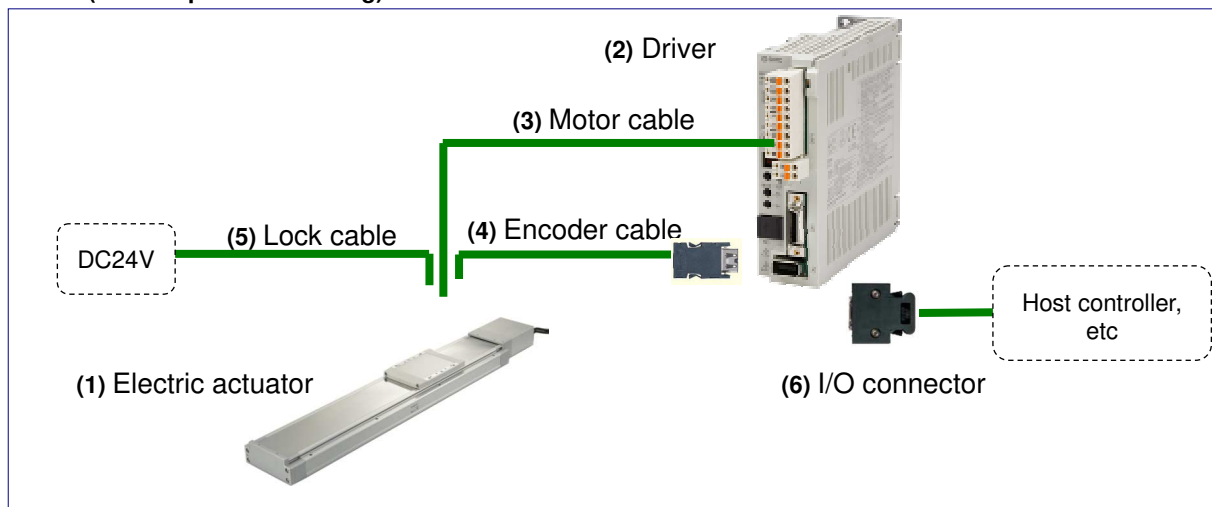 (2) Driver
(3) Motor cable
(5) Lock cable
(4) Encoder cable
DC24V
Host controller,
etc
(1) Electric actuator
(6) I/O connector